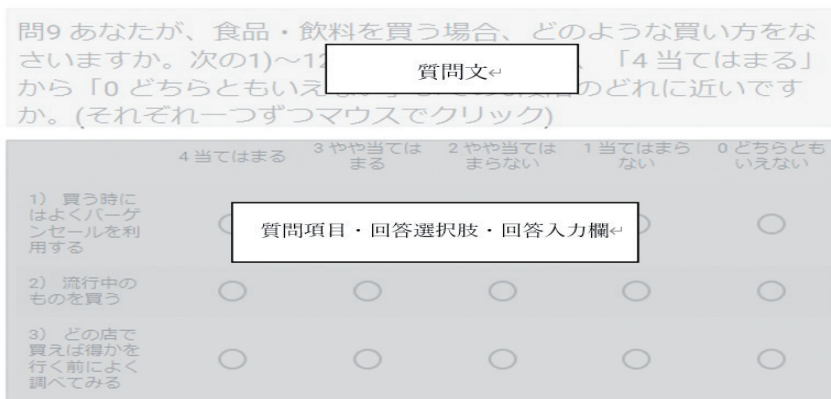 問9 あなたが、食品・飲料を買う場合、どのような買い方をな
さいますか。次の1)〜12 「4 当てはまる」
質問文↵
から「0 どちらともいえ のどれに近いです
か。(それぞれ一つずつマウスでクリック)
4 当てはまる 3 やや当ては
まる 2 やや当ては
まらない 1 当てはまら
ない 0 どちらとも
いえない
1) 買う時に
はよくバーゲ
ンセールを利
用する
質問項目・回答選択肢・回答入力欄↵
2) 流行中の
ものを買う
3) どの店で
買えば得かを
行く前によく
調べてみる